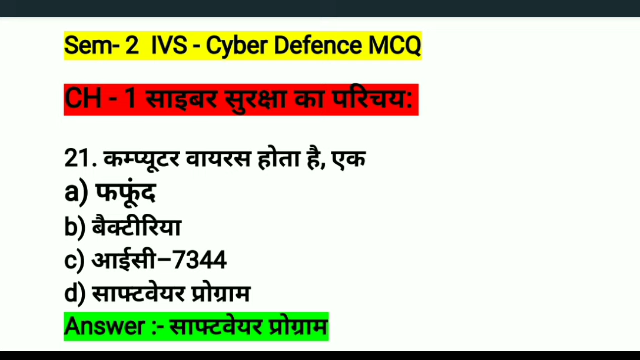 Sem- 2 IVS - Cyber Defence MCQ
CH - 1 साइबर सुरक्षा का परिचय:
21. कम्प्यूटर वायरस होता है, एक
a) फफूंद
b) बैक्टीरिया
c) आईसी–7344
d) साफ्टवेयर प्रोग्राम
Answer :- साफ्टवेयर प्रोग्राम